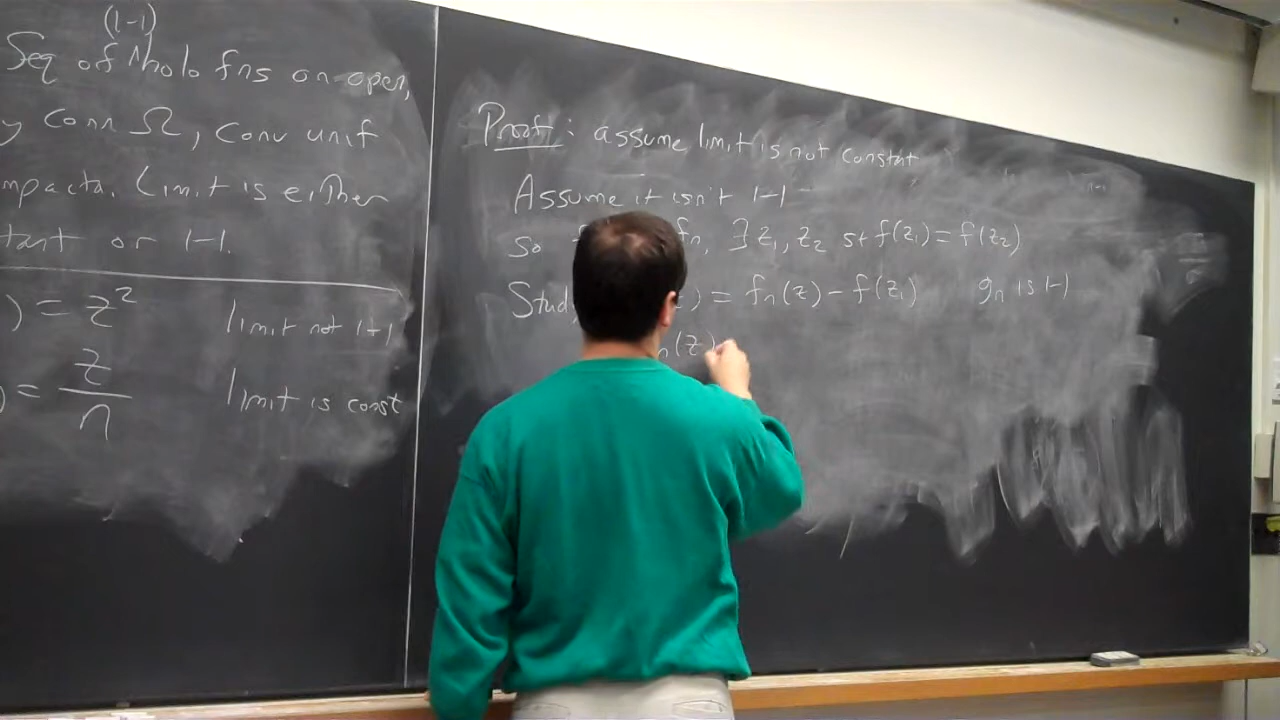 (1-1)
Seq of holo fns on open,
y conn Ω, conv unif
mpacta. Limit is either
tant or 1-1.
) = z²
limit not 1-1
) = z/n
limit is const
Proof: assume limit is not constant
Assume it isn't 1-1
So fn, ∃ z₁, z₂ st f(z₁) = f(z₂)
Stud ) = fₙ(z) - f(z₁) gₙ is 1-1
ₙ(z)